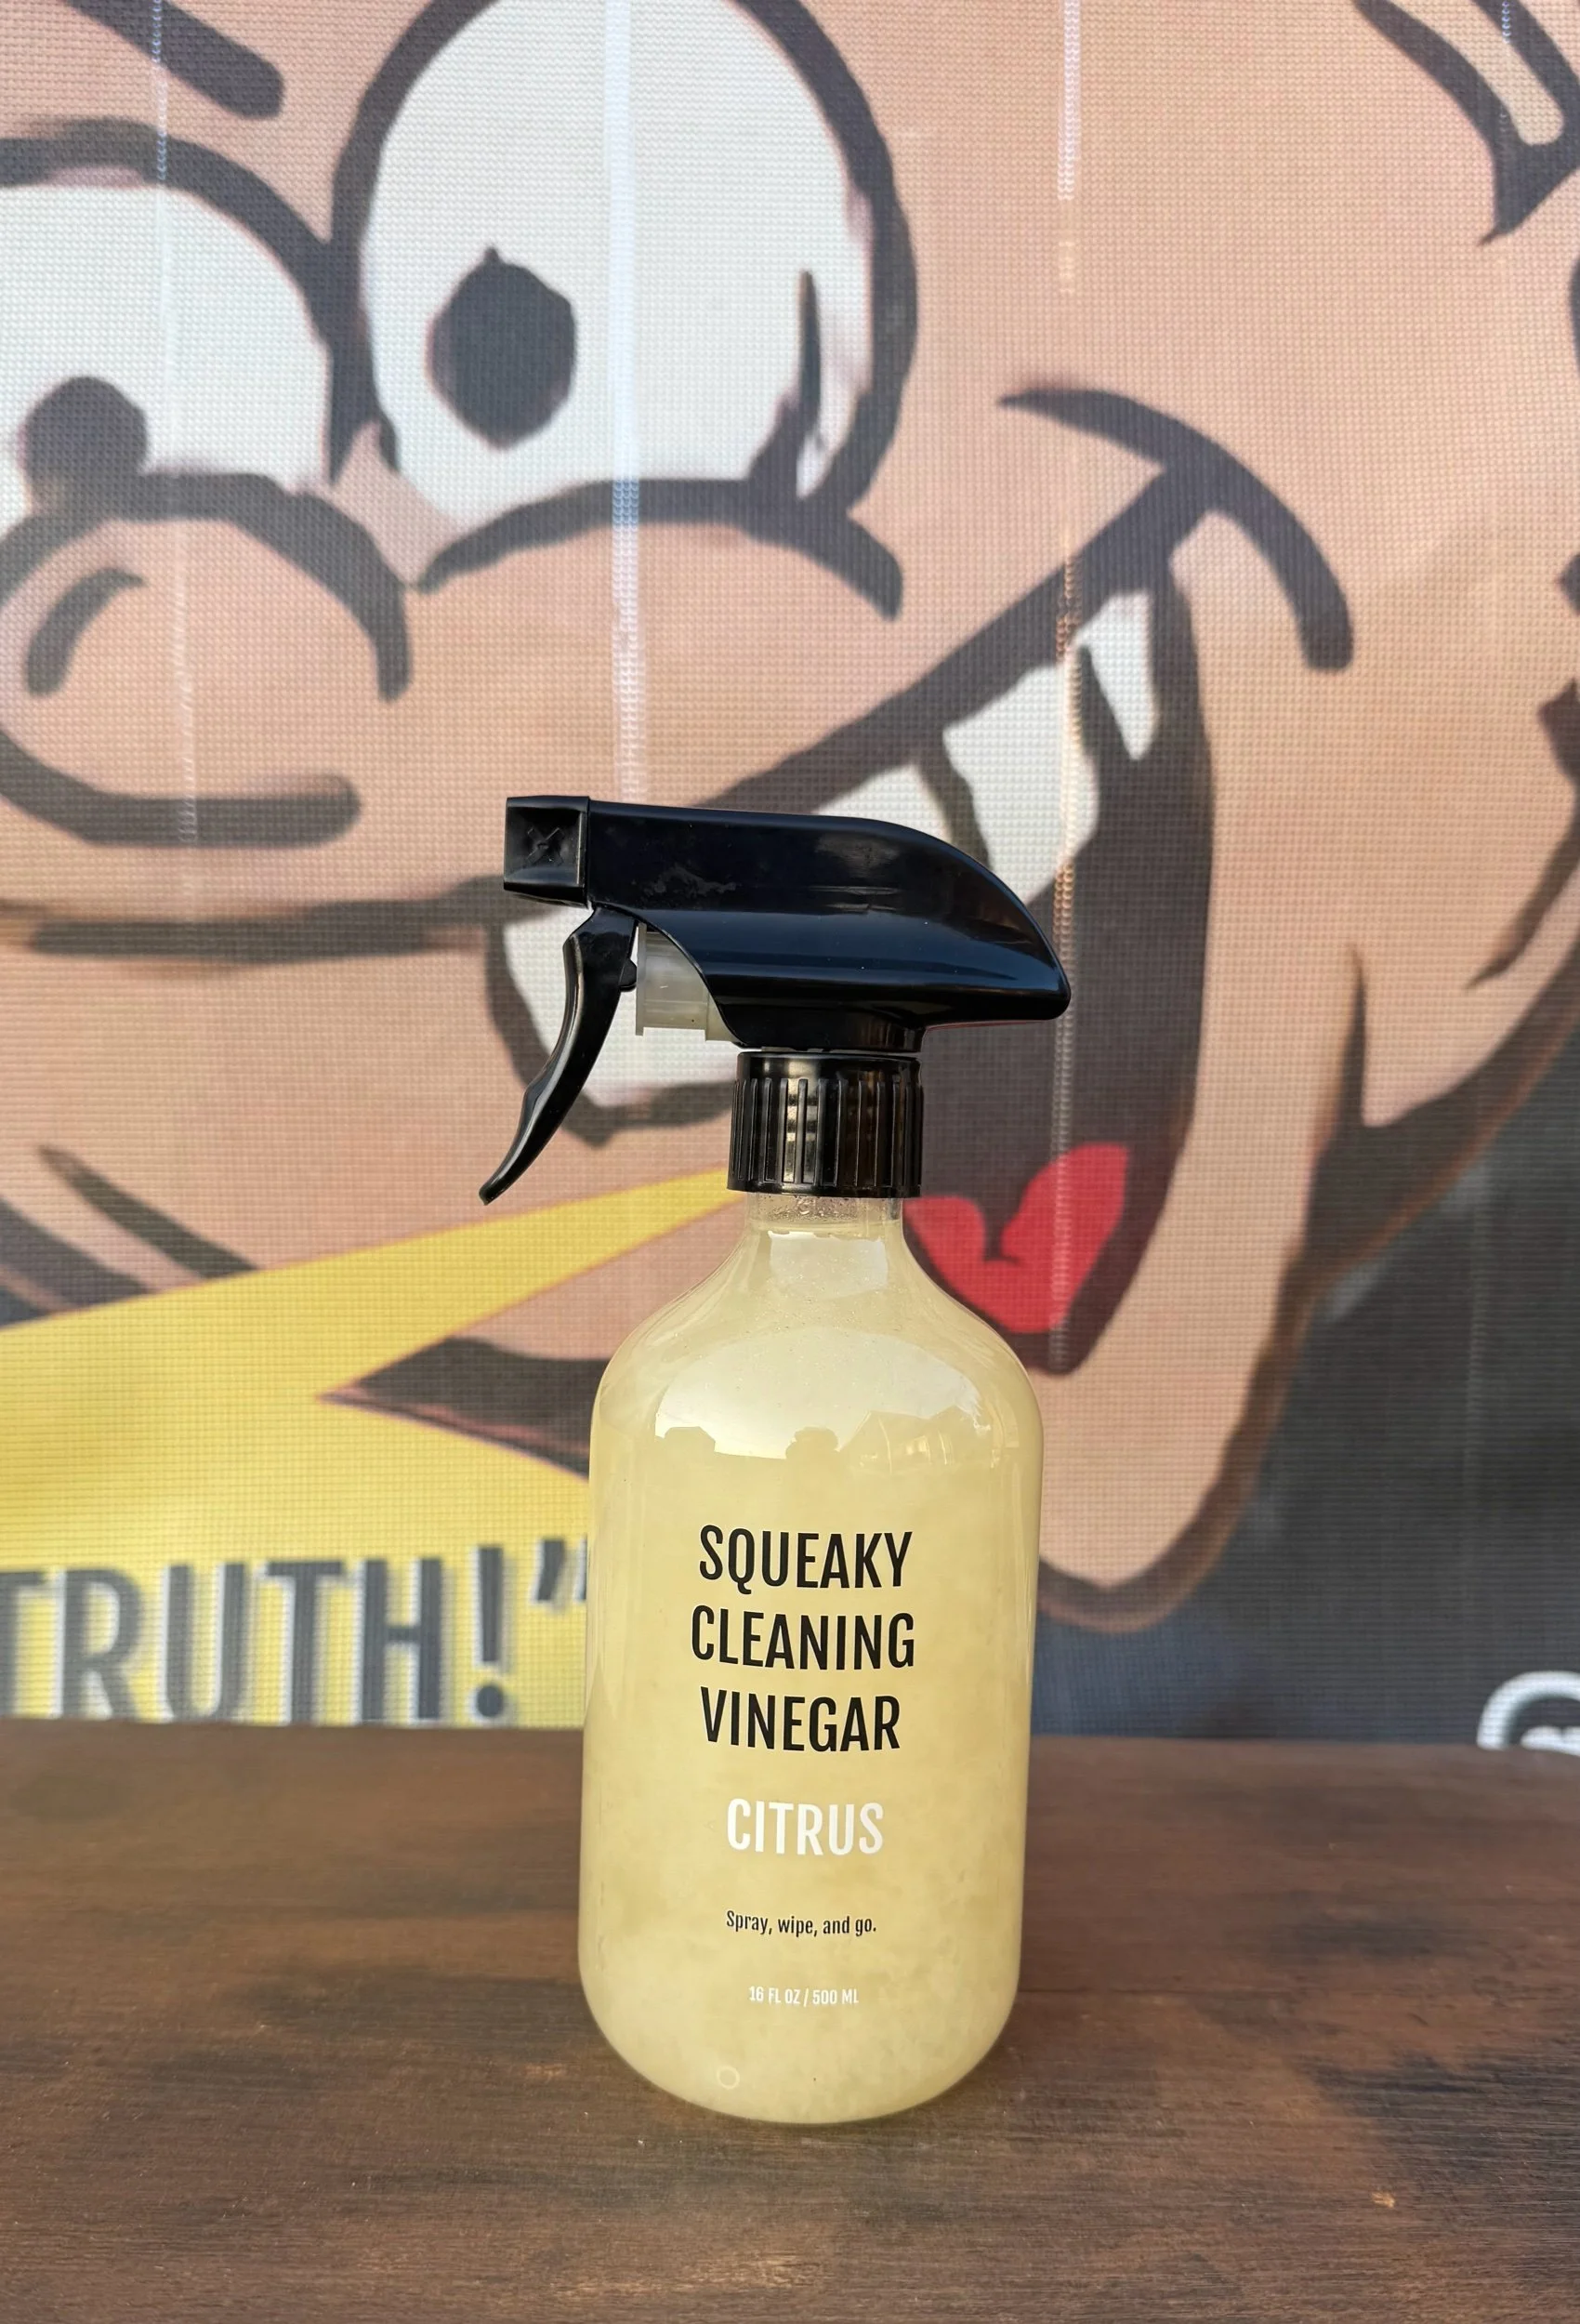 TRUTH!"
SQUEAKY
CLEANING
VINEGAR
CITRUS
Spray, wipe, and go.
16 FL OZ / 500 ML